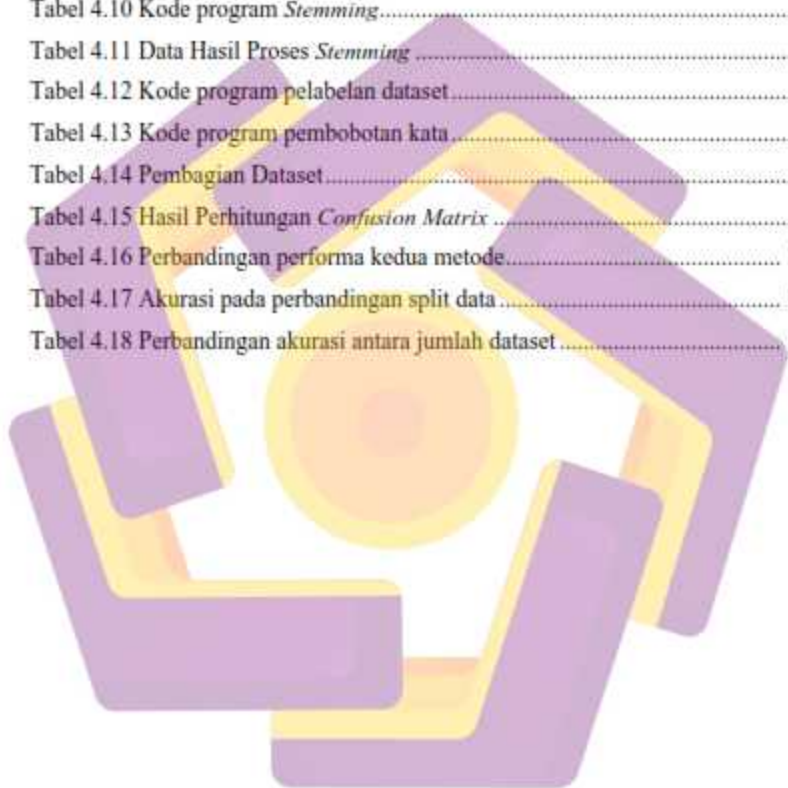 Tabel 4.10 Kode program Stemming
Tabel 4.11 Data Hasil Proses Stemming
Tabel 4.12 Kode program pelabelan dataset
Tabel 4.13 Kode program pembobotan kata
Tabel 4.14 Pembagian Dataset
Tabel 4.15 Hasil Perhitungan Confusion Matrix
Tabel 4.16 Perbandingan performa kedua metode
Tabel 4.17 Akurasi pada perbandingan split data
Tabel 4.18 Perbandingan akurasi antara jumlah dataset